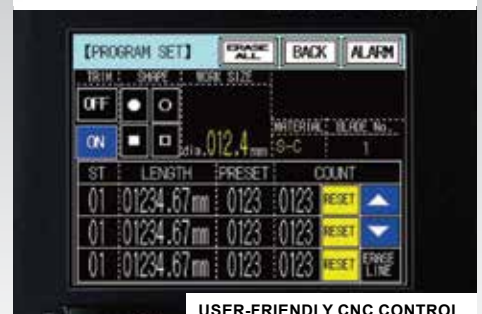 [PROGRAM SET] ERASE ALL BACK ALARM
TRIM SHAPE WORK SIZE
OFF
MATERIAL BLADE No.
ON dia.012.4mm S-C 1
ST LENGTH PRESET COUNT
01 01234.67mm 0123 0123 RESET
01 01234.67mm 0123 0123 RESET
01 01234.67mm 0123 0123 RESET ERASE LINE
USER-FRIENDLY CNC CONTROL